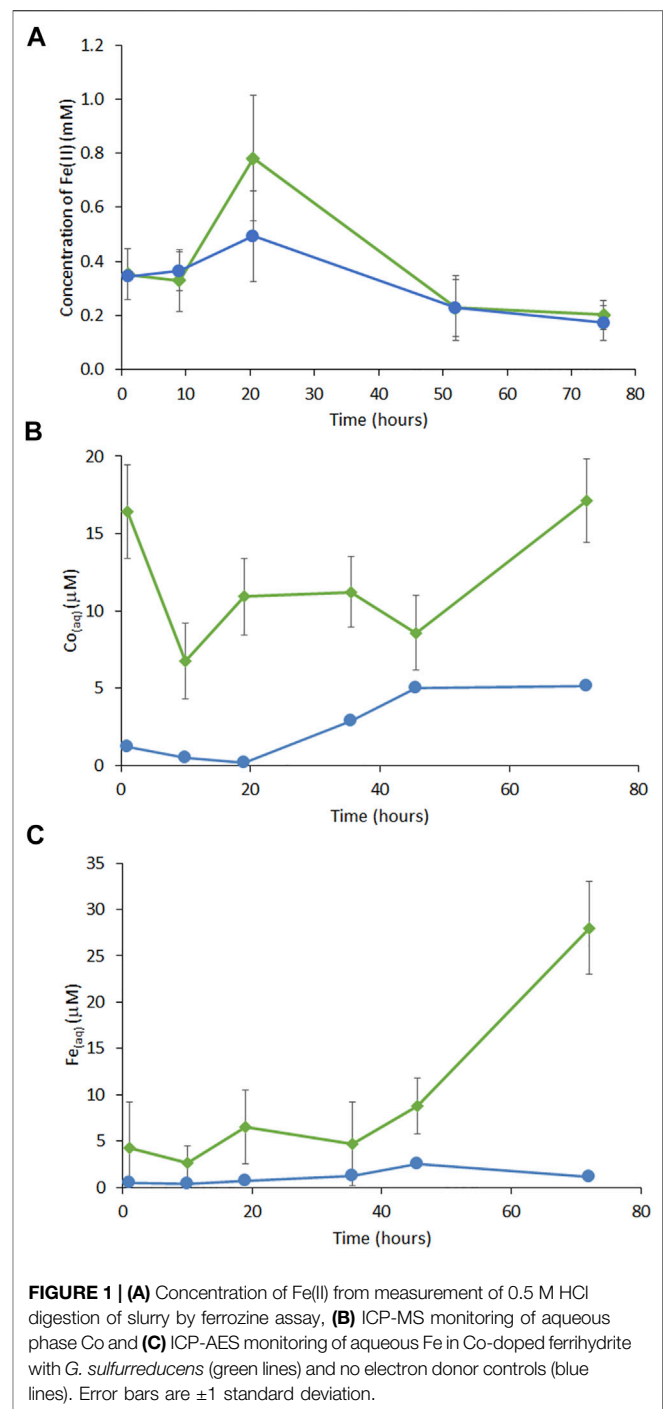 A
1.2
1.0
0.8
0.6
0.4
0.2
0.0
Concentration of Fe(II) (mM)
0 10 20 30 40 50 60 70 80
Time (hours)
B
20
15
10
5
0
Co(aq) (μM)
0 20 40 60 80
Time (hours)
C
35
30
25
20
15
10
5
0
Fe(aq) (μM)
0 20 40 60 80
Time (hours)
FIGURE 1 | (A) Concentration of Fe(II) from measurement of 0.5 M HCl
digestion of slurry by ferrozine assay, (B) ICP-MS monitoring of aqueous
phase Co and (C) ICP-AES monitoring of aqueous Fe in Co-doped ferrihydrite
with G. sulfurreducens (green lines) and no electron donor controls (blue
lines). Error bars are ±1 standard deviation.